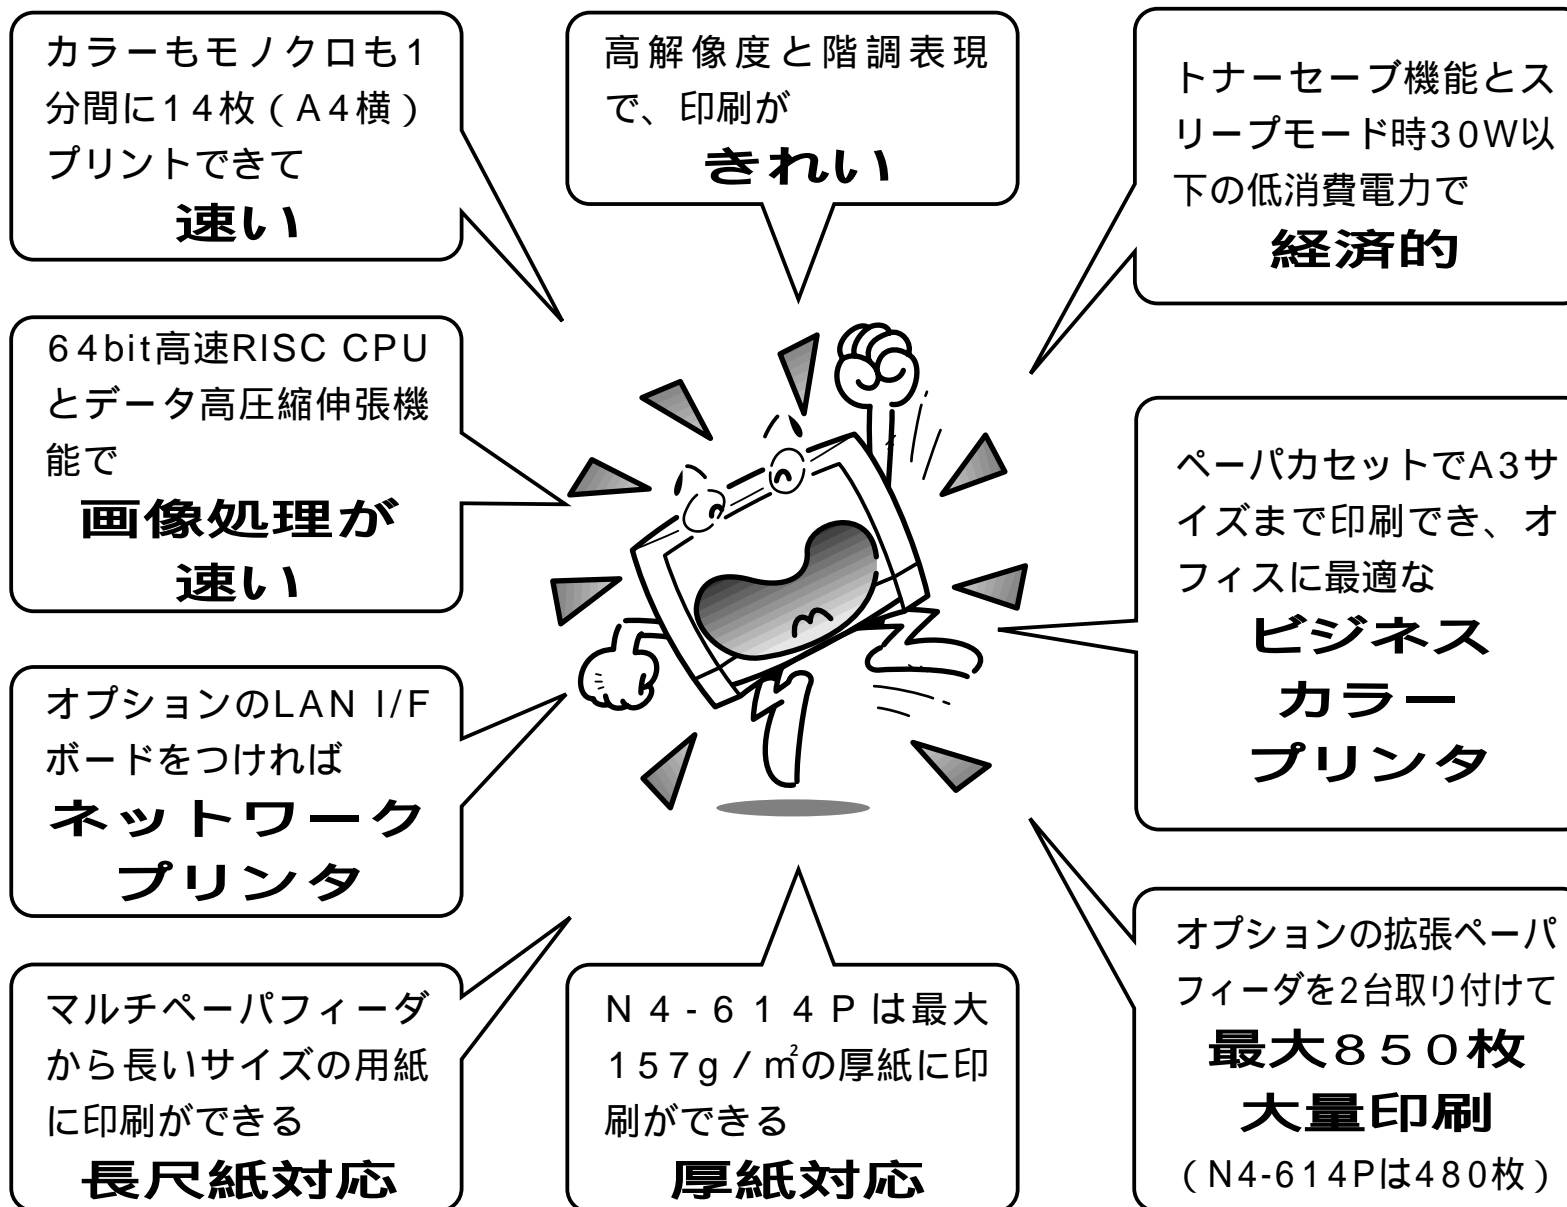 カラーもモノクロも1
分間に14枚（A4横）
プリントできて
速い
高解像度と階調表現
で、印刷が
きれい
トナーセーブ機能とス
リープモード時30W以
下の低消費電力で
経済的
64bit高速RISC CPU
とデータ高圧縮伸張機
能で
画像処理が
速い
ペーパカセットでA3サ
イズまで印刷でき、オ
フィスに最適な
ビジネス
カラー
プリンタ
オプションのLAN I/F
ボードをつければ
ネットワーク
プリンタ
マルチペーパフィーダ
から長いサイズの用紙
に印刷ができる
長尺紙対応
N4-614Pは最大
157g／㎡の厚紙に印
刷ができる
厚紙対応
オプションの拡張ペーパ
フィーダを2台取り付けて
最大850枚
大量印刷
（N4-614Pは480枚）